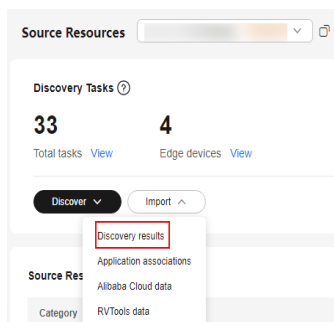 Source Resources
Discovery Tasks ?
33 4
Total tasks View Edge devices View
Discover Import
Discovery results
Application associations
Source Res
Alibaba Cloud data
Category RVTools data